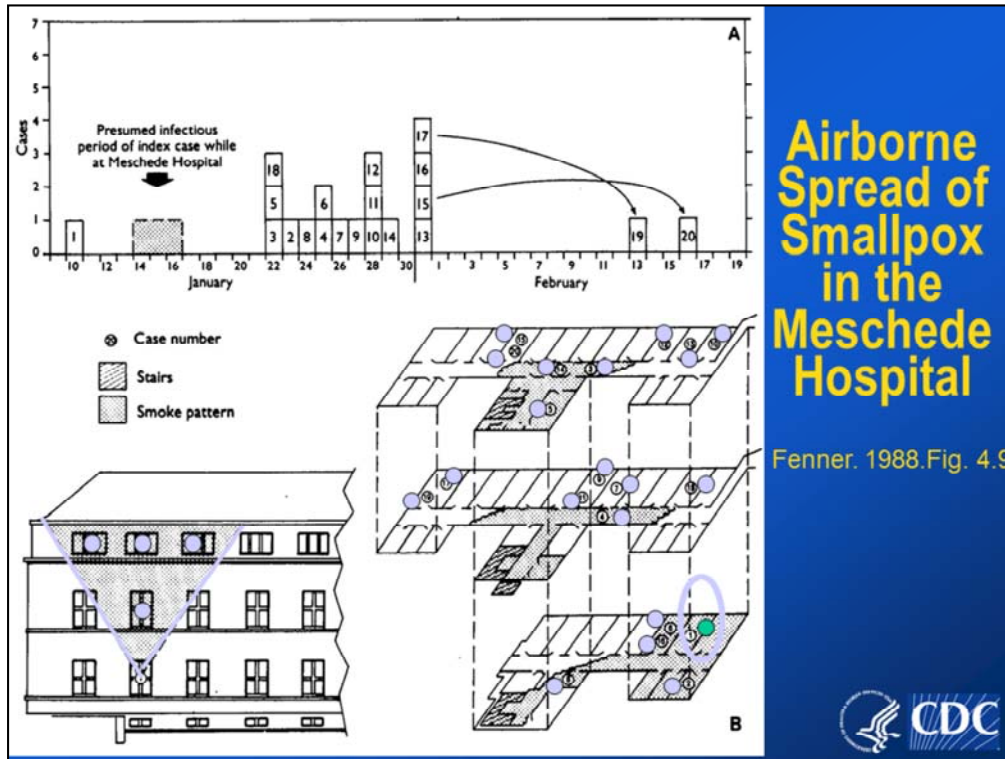 A
7
6
5
4
3
2
1
0
Cases
Presumed infectious
period of index case while
at Meschede Hospital
17
18 12 16
5 6 11 15
1 3 2 8 4 7 9 10 14 13 19 20
10 12 14 16 18 20 22 24 26 28 30 1 3 5 7 9 11 13 15 17 19
January February
Case number
Stairs
Smoke pattern
B
Airborne
Spread of
Smallpox
in the
Meschede
Hospital
Fenner. 1988.Fig. 4.9
CDC